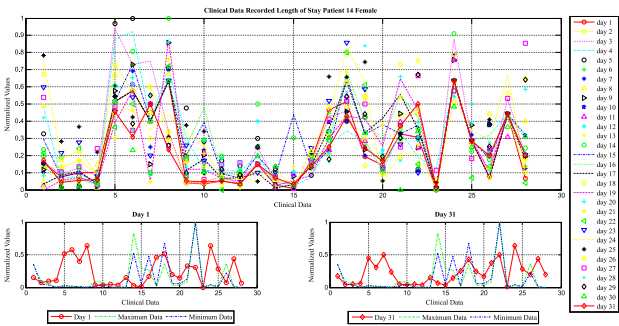 Clinical Data Recorded Length of Stay Patient 14 Female
Normalized Values
1
0.9
0.8
0.7
0.6
0.5
0.4
0.3
0.2
0.1
0
0 5 10 15 20 25 30
Clinical Data
day 1
day 2
day 3
day 4
day 5
day 6
day 7
day 8
day 9
day 10
day 11
day 12
day 13
day 14
day 15
day 16
day 17
day 18
day 19
day 20
day 21
day 22
day 23
day 24
day 25
day 26
day 27
day 28
day 29
day 30
day 31
Day 1
Normalized Values
1
0.5
0
0 5 10 15 20 25 30
Clinical Data
Day 1 Maximum Data Minimum Data
Day 31
Normalized Values
1
0.5
0
0 5 10 15 20 25 30
Clinical Data
Day 31 Maximum Data Minimum Data